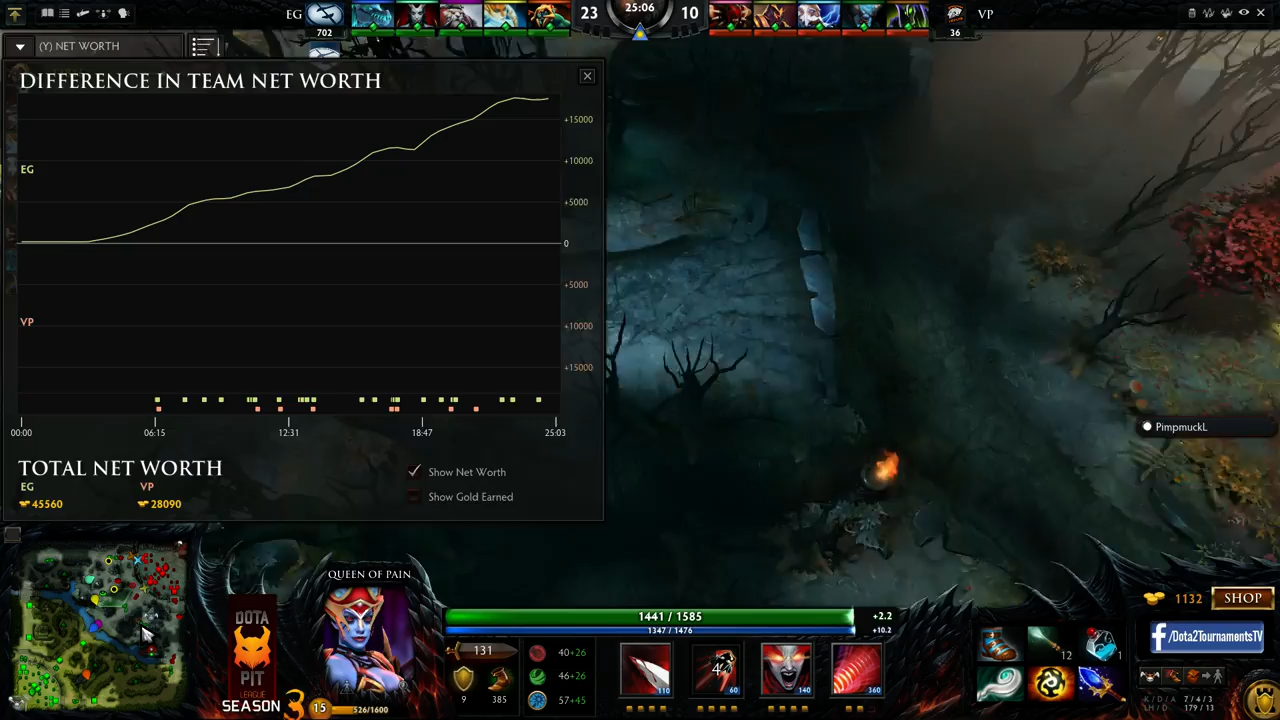 EG
23
25:06
10
VP
702
36
(Y) NET WORTH
DIFFERENCE IN TEAM NET WORTH
+15000
+10000
+5000
0
+5000
+10000
+15000
EG
VP
00:00
06:15
12:31
18:47
25:03
TOTAL NET WORTH
EG
VP
45560
28090
Show Net Worth
Show Gold Earned
PimpmuckL
DOTA
PIT
LEAGUE
SEASON 3
QUEEN OF PAIN
15
526/1600
1441 / 1585
+2.2
1347 / 1476
+10.2
131
9
385
40+26
46+26
57+45
110
4
60
140
360
12
1
1132
SHOP
/Dota2TournamentsTV
K / D / A 7 / 4 / 3
LH / D 179 / 13